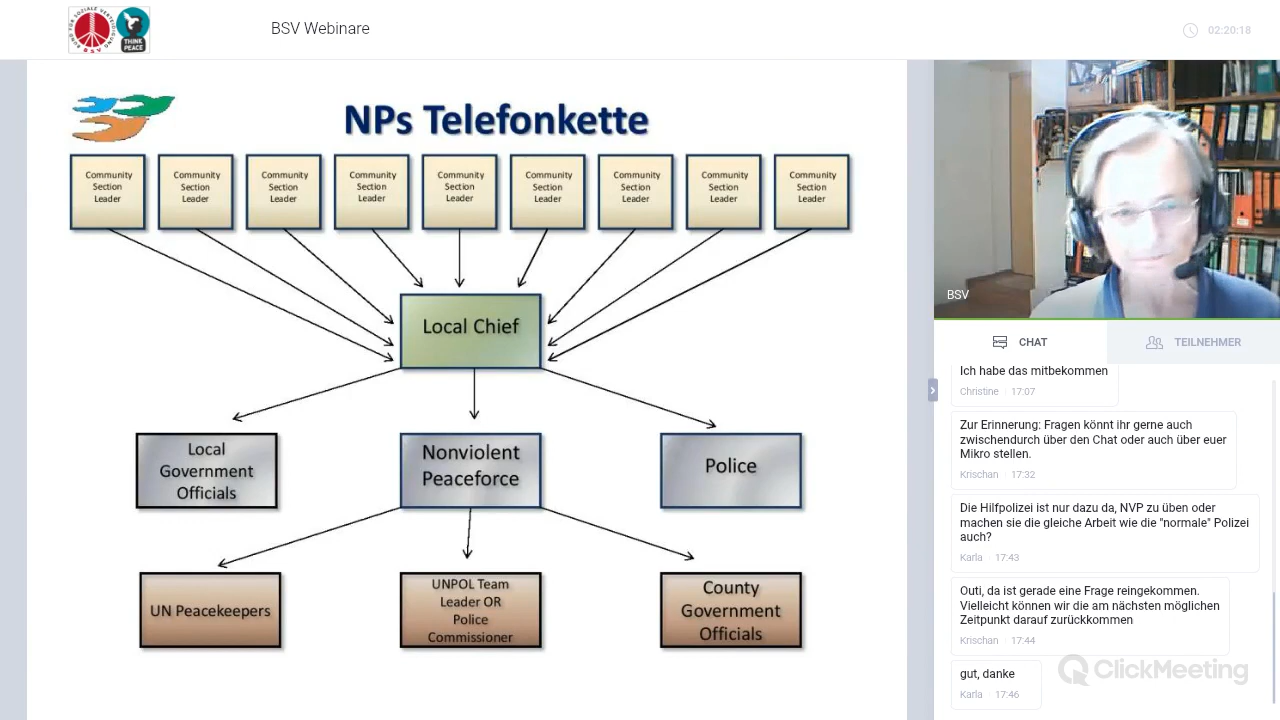 BSV Webinare
02:20:18
THINK
PEACE
BSV
NPs Telefonkette
Community
Section
Leader
Community
Section
Leader
Community
Section
Leader
Community
Section
Leader
Community
Section
Leader
Community
Section
Leader
Community
Section
Leader
Community
Section
Leader
Community
Section
Leader
Local Chief
Local
Government
Officials
Nonviolent
Peaceforce
Police
UN Peacekeepers
UNPOL Team
Leader OR
Police
Commissioner
County
Government
Officials
BSV
CHAT
TEILNEHMER
Ich habe das mitbekommen
Christine 17:07
Zur Erinnerung: Fragen könnt ihr gerne auch
zwischendurch über den Chat oder auch über euer
Mikro stellen.
Krischan 17:32
Die Hilfpolizei ist nur dazu da, NVP zu üben oder
machen sie die gleiche Arbeit wie die "normale" Polizei
auch?
Karla 17:43
Outi, da ist gerade eine Frage reingekommen.
Vielleicht können wir die am nächsten möglichen
Zeitpunkt darauf zurückkommen
Krischan 17:44
gut, danke
Karla 17:46
ClickMeeting